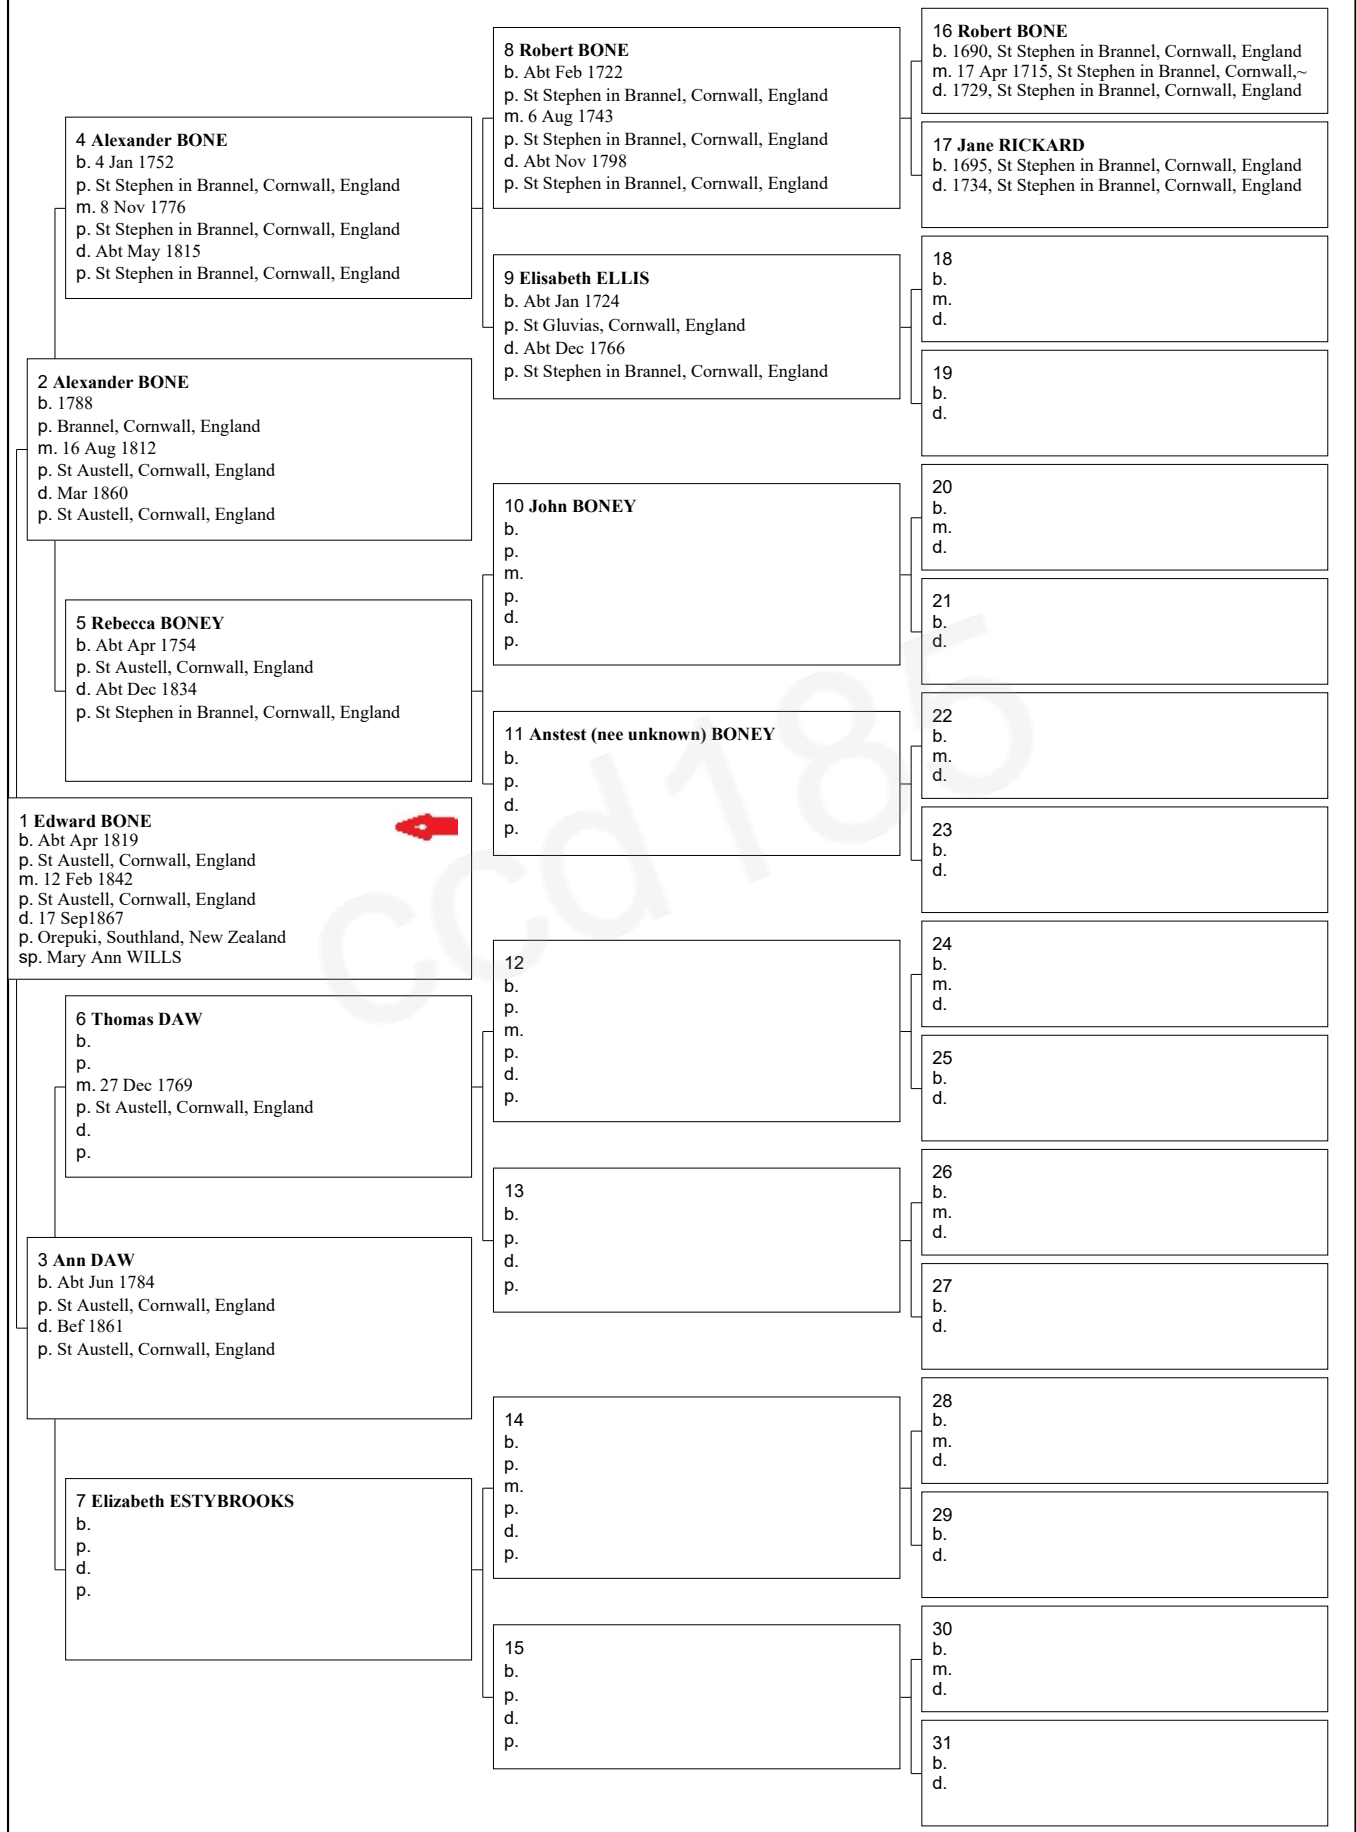 8 Robert BONE
b. Abt Feb 1722
p. St Stephen in Brannel, Cornwall, England
m. 6 Aug 1743
p. St Stephen in Brannel, Cornwall, England
d. Abt Nov 1798
p. St Stephen in Brannel, Cornwall, England
16 Robert BONE
b. 1690, St Stephen in Brannel, Cornwall, England
m. 17 Apr 1715, St Stephen in Brannel, Cornwall,~
d. 1729, St Stephen in Brannel, Cornwall, England
4 Alexander BONE
b. 4 Jan 1752
p. St Stephen in Brannel, Cornwall, England
m. 8 Nov 1776
p. St Stephen in Brannel, Cornwall, England
d. Abt May 1815
p. St Stephen in Brannel, Cornwall, England
17 Jane RICKARD
b. 1695, St Stephen in Brannel, Cornwall, England
d. 1734, St Stephen in Brannel, Cornwall, England
9 Elisabeth ELLIS
b. Abt Jan 1724
p. St Gluvias, Cornwall, England
d. Abt Dec 1766
p. St Stephen in Brannel, Cornwall, England
18
b.
m.
d.
19
b.
d.
2 Alexander BONE
b. 1788
p. Brannel, Cornwall, England
m. 16 Aug 1812
p. St Austell, Cornwall, England
d. Mar 1860
p. St Austell, Cornwall, England
10 John BONEY
b.
p.
m.
p.
d.
p.
20
b.
m.
d.
21
b.
d.
5 Rebecca BONEY
b. Abt Apr 1754
p. St Austell, Cornwall, England
d. Abt Dec 1834
p. St Stephen in Brannel, Cornwall, England
11 Anstest (nee unknown) BONEY
b.
p.
d.
p.
22
b.
m.
d.
23
b.
d.
1 Edward BONE
b. Abt Apr 1819
p. St Austell, Cornwall, England
m. 12 Feb 1842
p. St Austell, Cornwall, England
d. 17 Sep1867
p. Orepuki, Southland, New Zealand
sp. Mary Ann WILLS
ccd185
12
b.
p.
m.
p.
d.
p.
24
b.
m.
d.
25
b.
d.
6 Thomas DAW
b.
p.
m. 27 Dec 1769
p. St Austell, Cornwall, England
d.
p.
13
b.
p.
d.
p.
26
b.
m.
d.
27
b.
d.
3 Ann DAW
b. Abt Jun 1784
p. St Austell, Cornwall, England
d. Bef 1861
p. St Austell, Cornwall, England
14
b.
p.
m.
p.
d.
p.
28
b.
m.
d.
29
b.
d.
7 Elizabeth ESTYBROOKS
b.
p.
d.
p.
15
b.
p.
d.
p.
30
b.
m.
d.
31
b.
d.